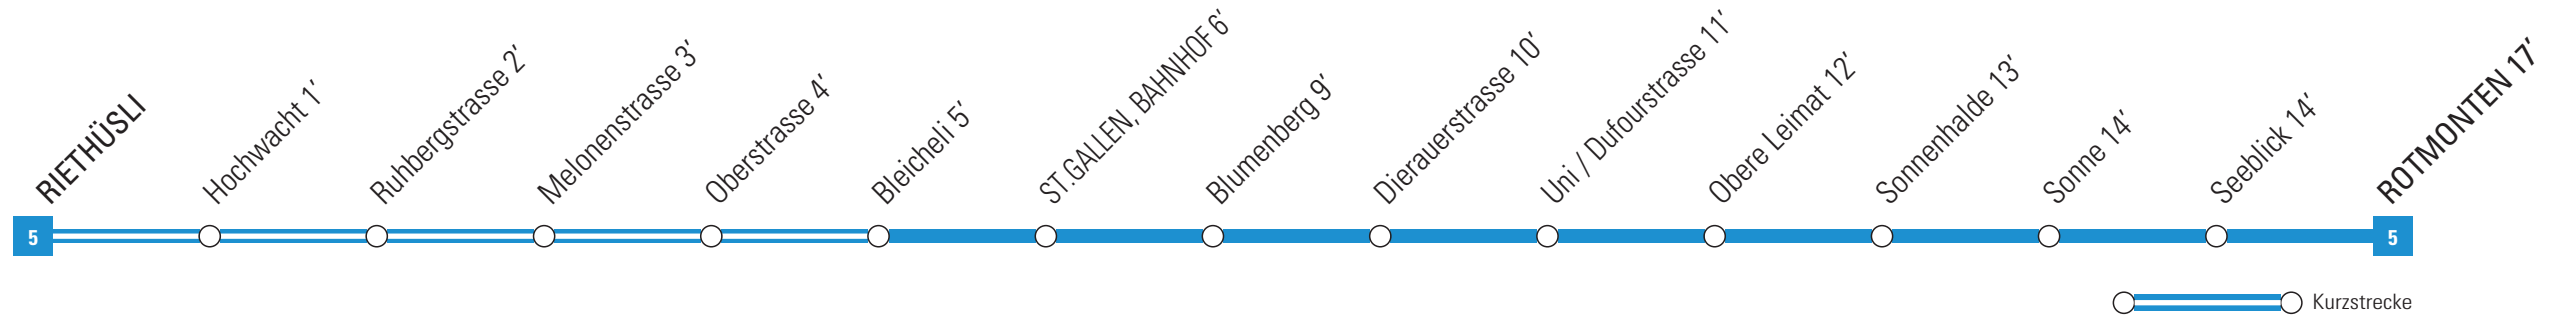 RIETHÜSLI
Hochwacht 1'
Ruhbergstrasse 2'
Melonenstrasse 3'
Oberstrasse 4'
Bleicheli 5'
ST.GALLEN, BAHNHOF 6'
Blumenberg 9'
Dierauerstrasse 10'
Uni / Dufourstrasse 11'
Obere Leimat 12'
Sonnenhalde 13'
Sonne 14'
Seeblick 14'
ROTMONTEN 17'
5
5
Kurzstrecke